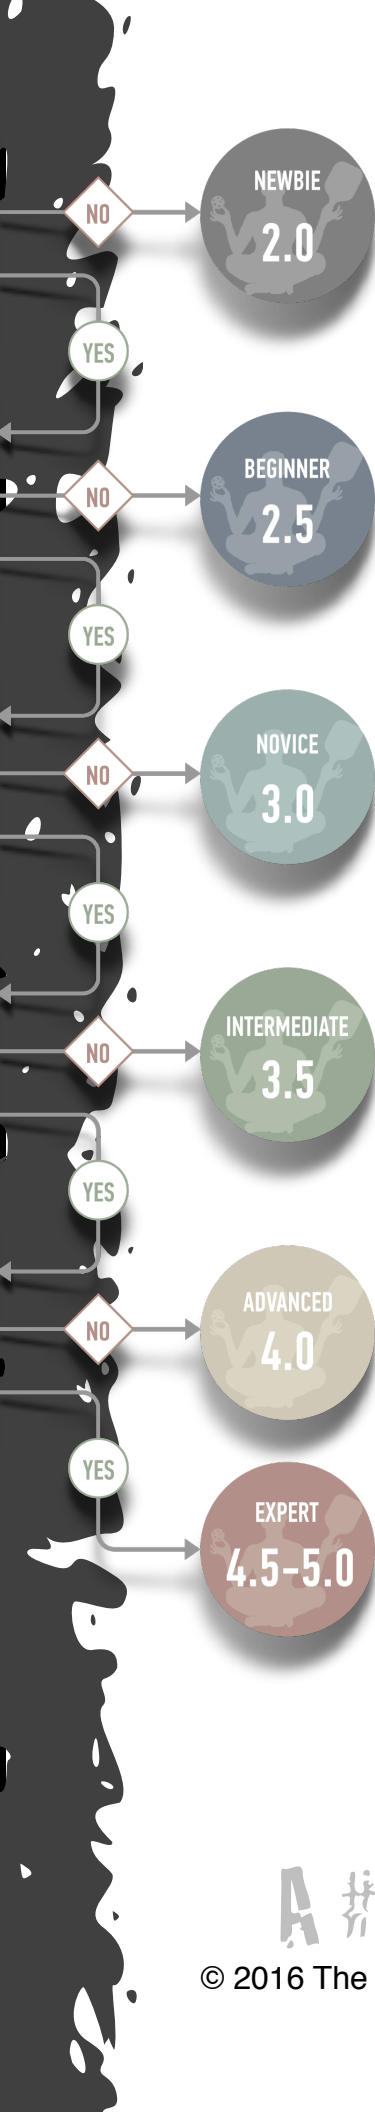 NO
NEWBIE
2.0
YES
NO
BEGINNER
2.5
YES
NO
NOVICE
3.0
YES
NO
INTERMEDIATE
3.5
YES
NO
ADVANCED
4.0
YES
EXPERT
4.5-5.0
A #
© 2016 The